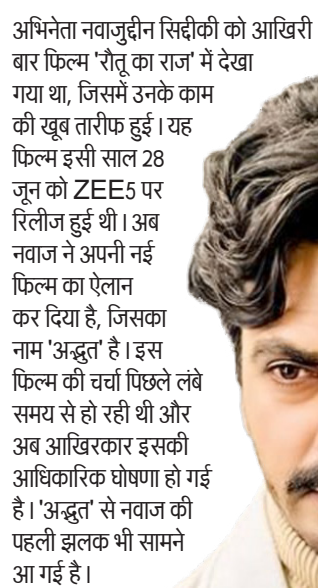 अभिनेता नवाजुद्दीन सिद्दीकी को आखिरी
बार फिल्म 'रौतू का राज' में देखा
गया था, जिसमें उनके काम
की खूब तारीफ हुई। यह
फिल्म इसी साल 28
जून को ZEE5 पर
रिलीज हुई थी। अब
नवाज ने अपनी नई
फिल्म का ऐलान
कर दिया है, जिसका
नाम 'अद्भुत' है। इस
फिल्म की चर्चा पिछले लंबे
समय से हो रही थी और
अब आखिरकार इसकी
आधिकारिक घोषणा हो गई
है। 'अद्भुत' से नवाज की
पहली झलक भी सामने
आ गई है।